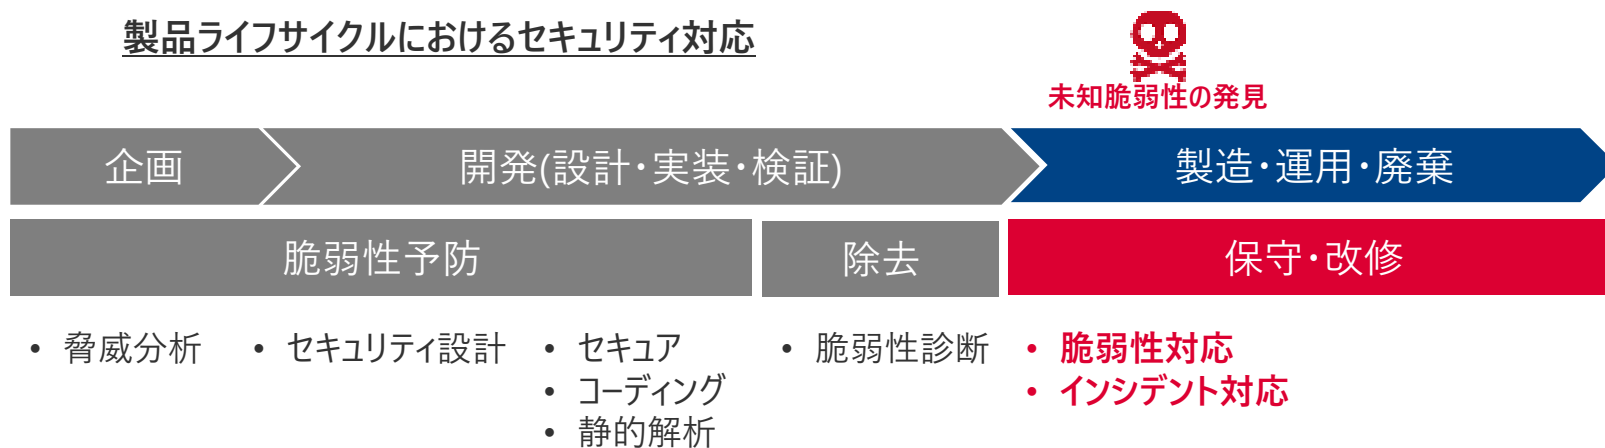 製品ライフサイクルにおけるセキュリティ対応
未知脆弱性の発見
企画
開発(設計・実装・検証)
製造・運用・廃棄
脆弱性予防
除去
保守・改修
• 脅威分析
• セキュリティ設計
• セキュア
• コーディング
• 静的解析
• 脆弱性診断
• 脆弱性対応
• インシデント対応